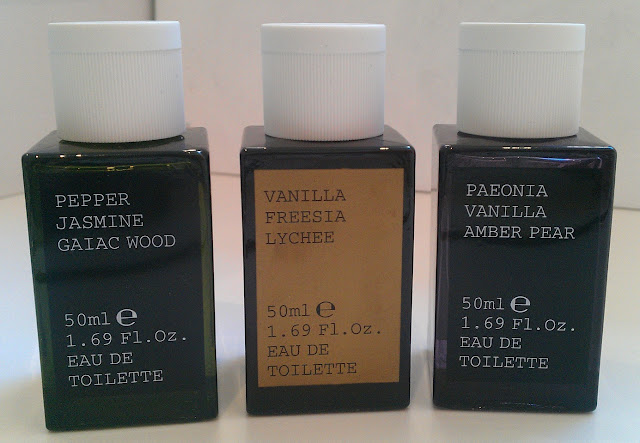 PEPPER
JASMINE
GAIAC WOOD
50ml ℮
1.69 Fl.Oz.
EAU DE
TOILETTE
VANILLA
FREESIA
LYCHEE
50ml ℮
1.69 Fl.Oz.
EAU DE
TOILETTE
PAEONIA
VANILLA
AMBER PEAR
50ml ℮
1.69 Fl.Oz.
EAU DE
TOILETTE